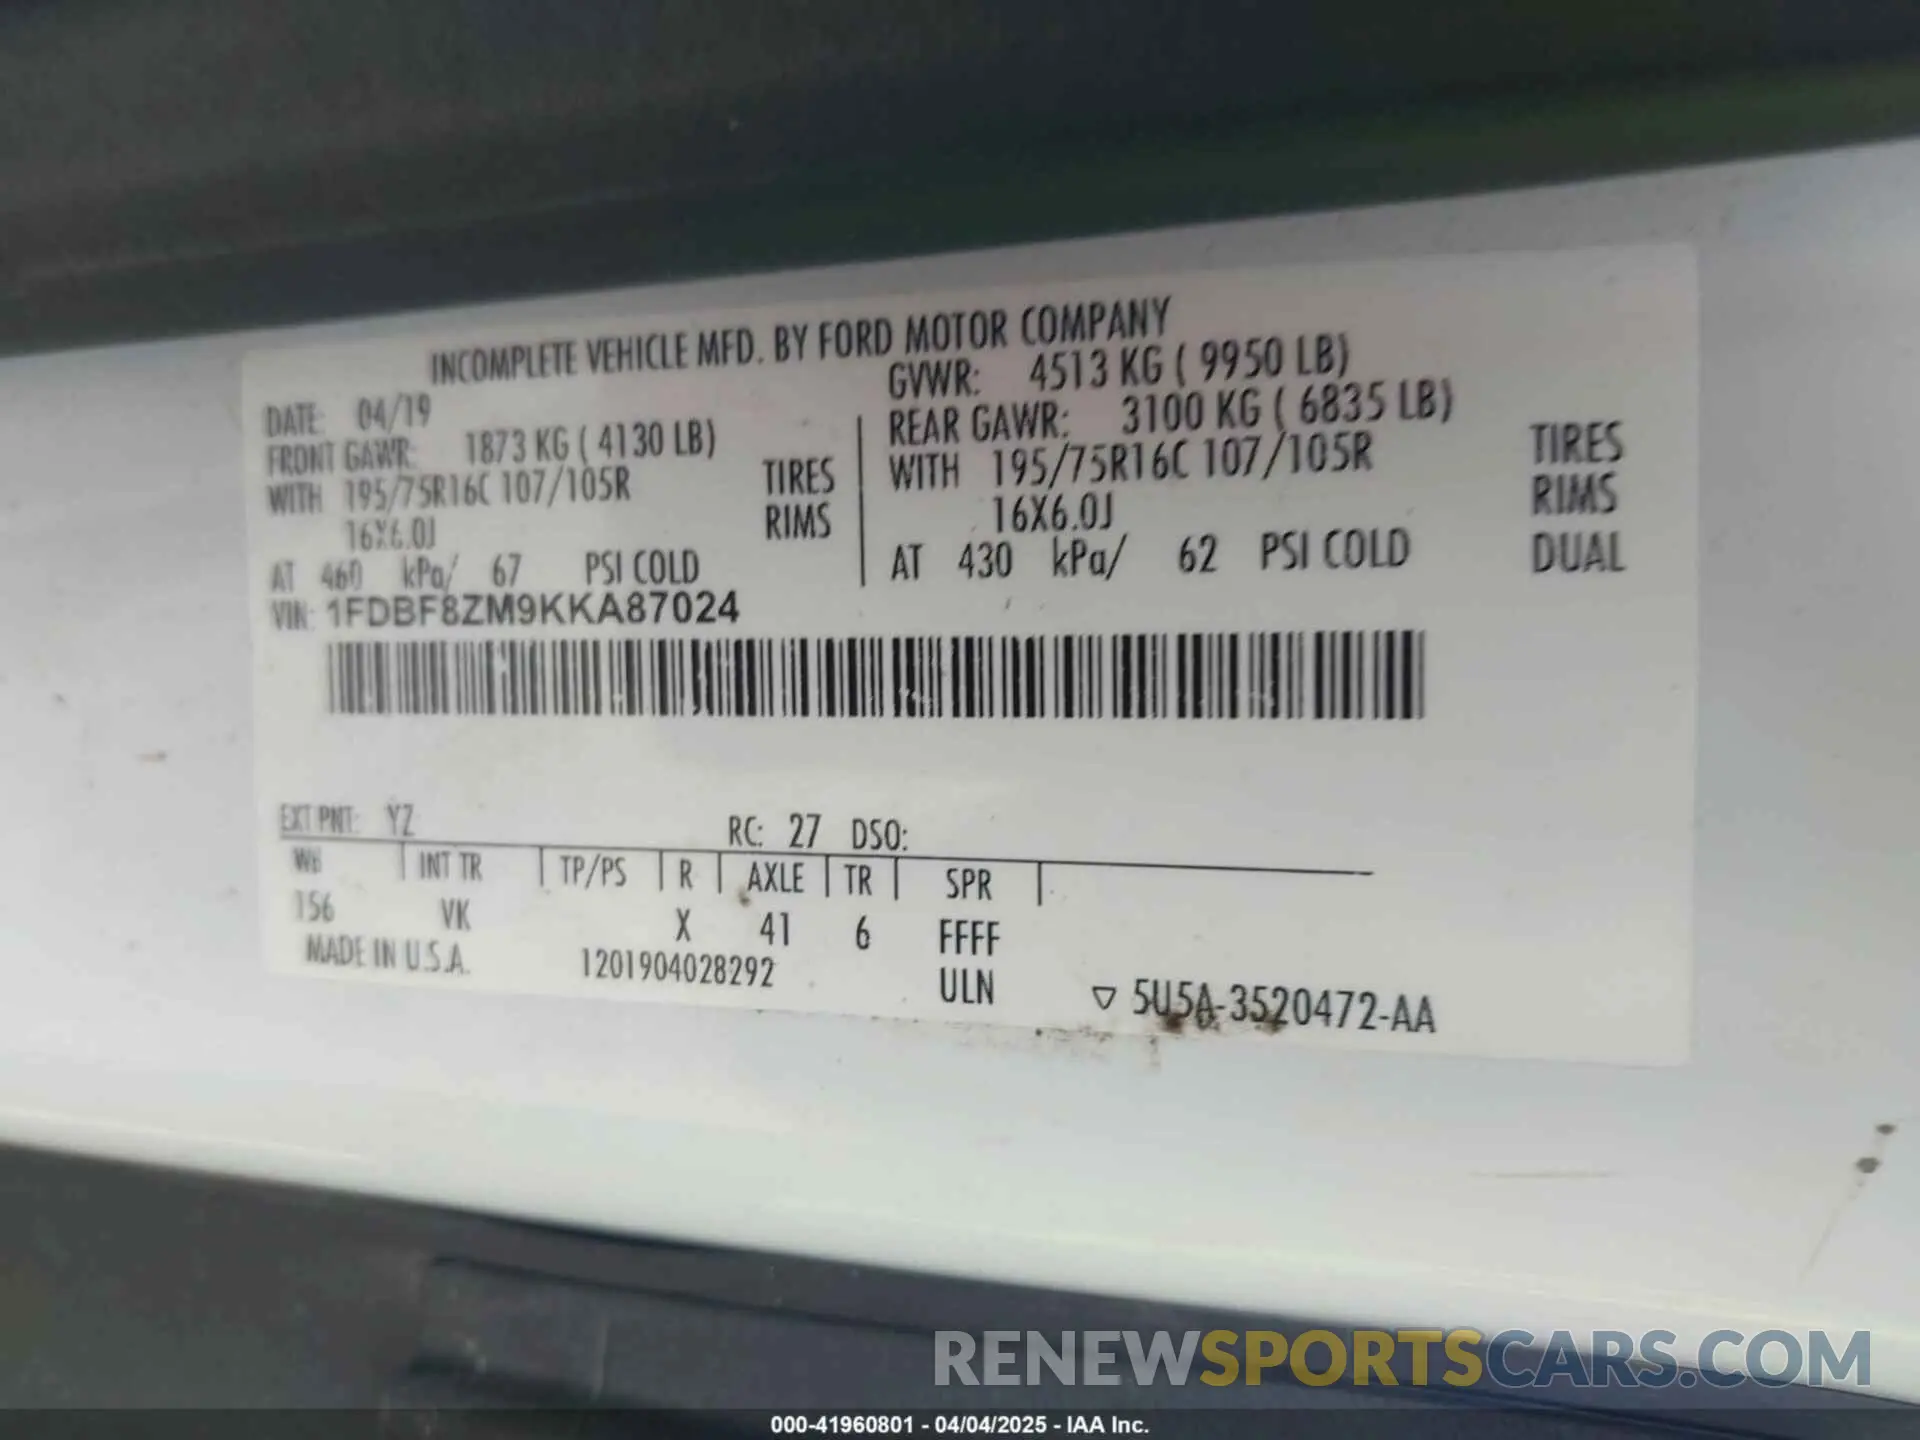 INCOMPLETE VEHICLE MFD. BY FORD MOTOR COMPANY
DATE: 04/19 GVWR: 4513 KG ( 9950 LB)
FRONT GAWR: 1873 KG ( 4130 LB) REAR GAWR: 3100 KG ( 6835 LB)
WITH 195/75R16C 107/105R TIRES WITH 195/75R16C 107/105R TIRES
16X6.0J RIMS 16X6.0J RIMS
AT 460 kPa/ 67 PSI COLD AT 430 kPa/ 62 PSI COLD DUAL
VIN: 1FDBF8ZM9KKA87024
EXT PNT: YZ RC: 27 DSO:
WB INT TR TP/PS R AXLE TR SPR
156 VK X 41 6 FFFF
MADE IN U.S.A. 1201904028292 ULN ▽ 5U5A-3520472-AA
RENEWSPORTSCARS.COM
000-41960801 - 04/04/2025 - IAA Inc.